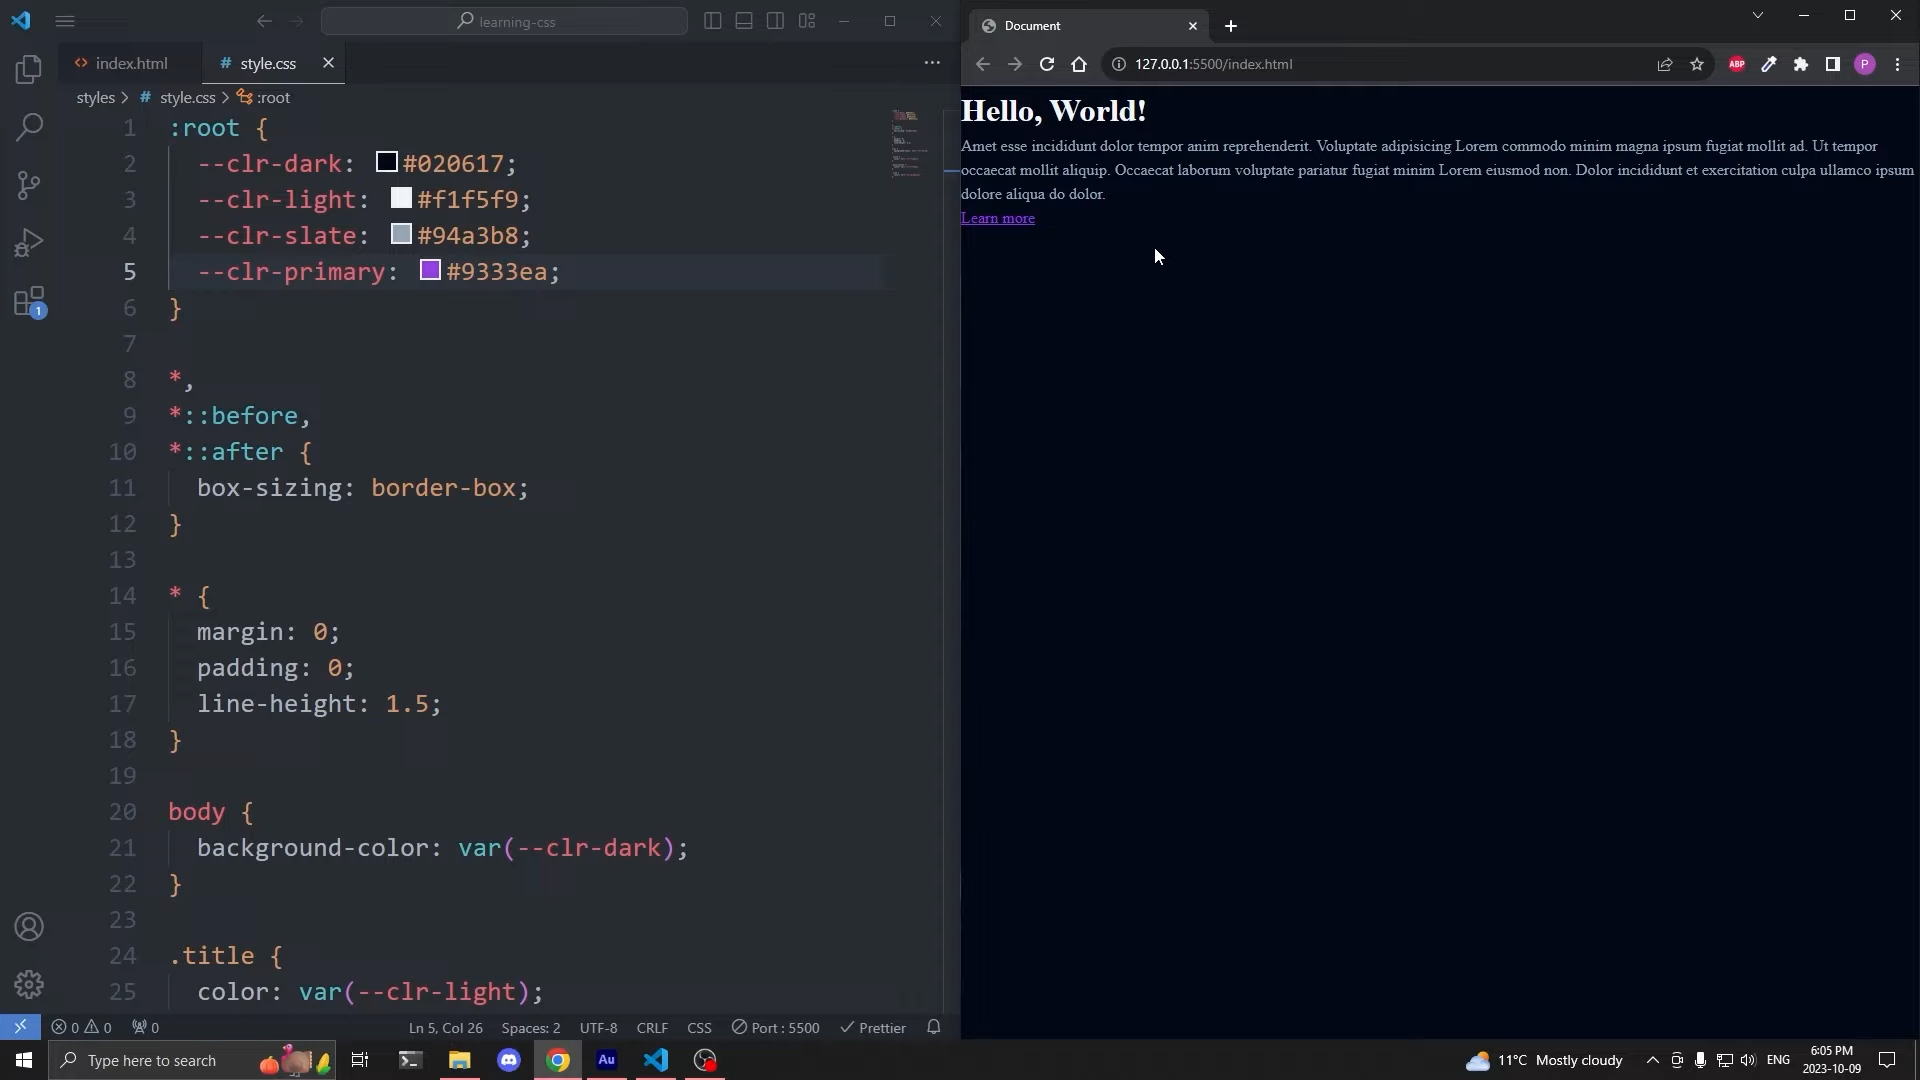 learning-css
index.html
# style.css
styles > # style.css > :root
1 :root {
2 --clr-dark: #020617;
3 --clr-light: #f1f5f9;
4 --clr-slate: #94a3b8;
5 --clr-primary: #9333ea;
6 }
7
8 *,
9 *::before,
10 *::after {
11 box-sizing: border-box;
12 }
13
14 * {
15 margin: 0;
16 padding: 0;
17 line-height: 1.5;
18 }
19
20 body {
21 background-color: var(--clr-dark);
22 }
23
24 .title {
25 color: var(--clr-light);
1
0 0 0 Ln 5, Col 26 Spaces: 2 UTF-8 CRLF CSS Port : 5500 Prettier
Document
127.0.0.1:5500/index.html
ABP
P
Hello, World!
Amet esse incididunt dolor tempor anim reprehenderit. Voluptate adipisicing Lorem commodo minim magna ipsum fugiat mollit ad. Ut tempor
occaecat mollit aliquip. Occaecat laborum voluptate pariatur fugiat minim Lorem eiusmod non. Dolor incididunt et exercitation culpa ullamco ipsum
dolore aliqua do dolor.
Learn more
Type here to search
Au
11°C Mostly cloudy
ENG
6:05 PM
2023-10-09